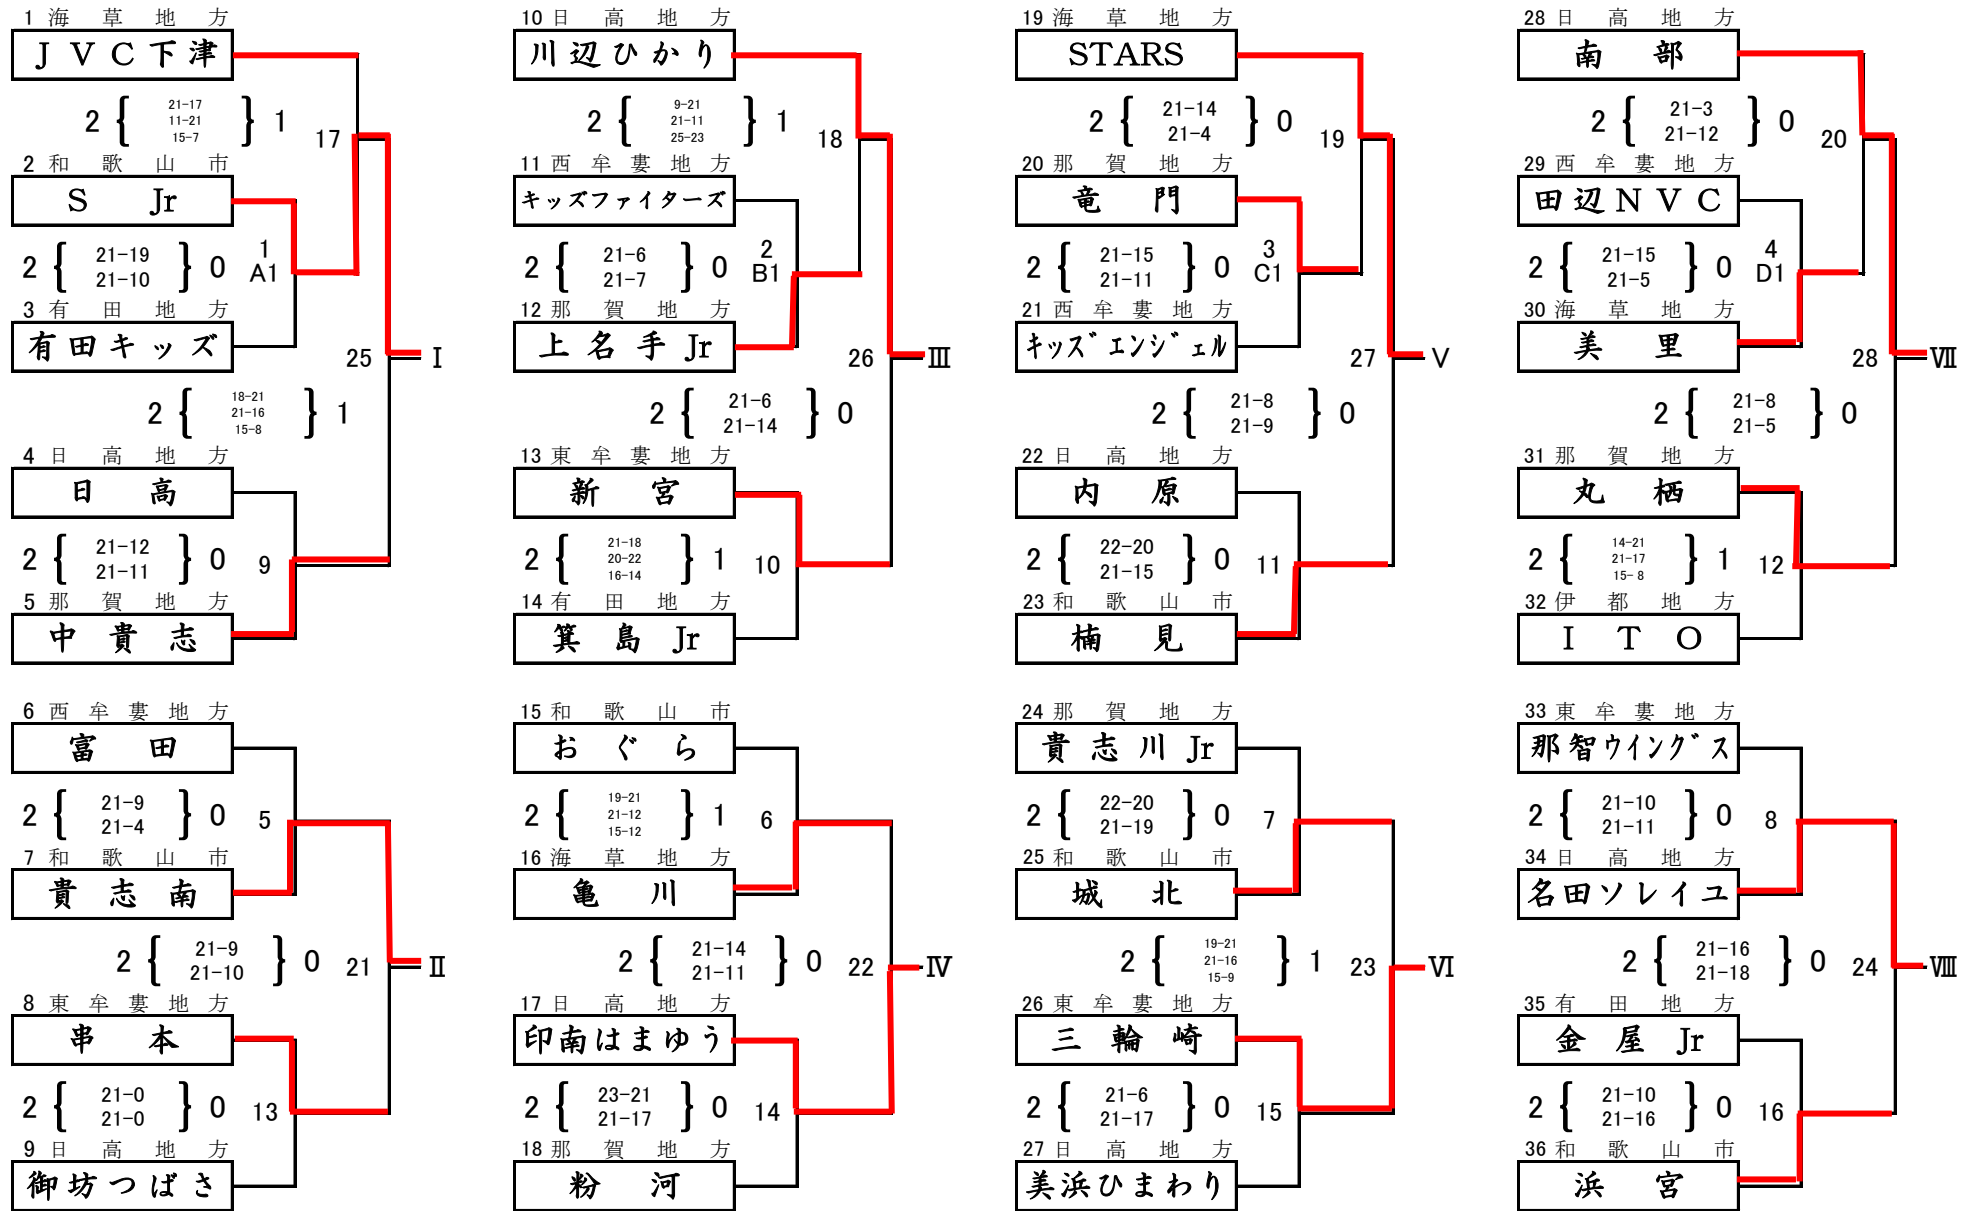 1 海草地方
JVC下津
2 { 21-17 11-21 15-7 } 1
17
2 和歌山市
S Jr
2 { 21-19 21-10 } 0
1
A1
3 有田地方
有田キッズ
25
I
2 { 18-21 21-16 15-8 } 1
4 日高地方
日高
2 { 21-12 21-11 } 0
9
5 那賀地方
中貴志
6 西牟婁地方
富田
2 { 21-9 21-4 } 0
5
7 和歌山市
貴志南
2 { 21-9 21-10 } 0
21
II
8 東牟婁地方
串本
2 { 21-0 21-0 } 0
13
9 日高地方
御坊つばさ
10 日高地方
川辺ひかり
2 { 9-21 21-11 25-23 } 1
18
11 西牟婁地方
キッズファイターズ
2 { 21-6 21-7 } 0
2
B1
12 那賀地方
上名手Jr
26
III
2 { 21-6 21-14 } 0
13 東牟婁地方
新宮
2 { 21-18 20-22 16-14 } 1
10
14 有田地方
箕島Jr
15 和歌山市
おぐら
2 { 19-21 21-12 15-12 } 1
6
16 海草地方
亀川
2 { 21-14 21-11 } 0
22
IV
17 日高地方
印南はまゆう
2 { 23-21 21-17 } 0
14
18 那賀地方
粉河
19 海草地方
STARS
2 { 21-14 21-4 } 0
19
20 那賀地方
竜門
2 { 21-15 21-11 } 0
3
C1
21 西牟婁地方
キッズエンジェル
27
V
2 { 21-8 21-9 } 0
22 日高地方
内原
2 { 22-20 21-15 } 0
11
23 和歌山市
楠見
24 那賀地方
貴志川Jr
2 { 22-20 21-19 } 0
7
25 和歌山市
城北
2 { 19-21 21-16 15-9 } 1
23
VI
26 東牟婁地方
三輪崎
2 { 21-6 21-17 } 0
15
27 日高地方
美浜ひまわり
28 日高地方
南部
2 { 21-3 21-12 } 0
20
29 西牟婁地方
田辺NVC
2 { 21-15 21-5 } 0
4
D1
30 海草地方
美里
28
VII
2 { 21-8 21-5 } 0
31 那賀地方
丸栖
2 { 14-21 21-17 15-8 } 1
12
32 伊都地方
ITO
33 東牟婁地方
那智ウイングス
2 { 21-10 21-11 } 0
8
34 日高地方
名田ソレイユ
2 { 21-16 21-18 } 0
24
VIII
35 有田地方
金屋Jr
2 { 21-10 21-16 } 0
16
36 和歌山市
浜宮